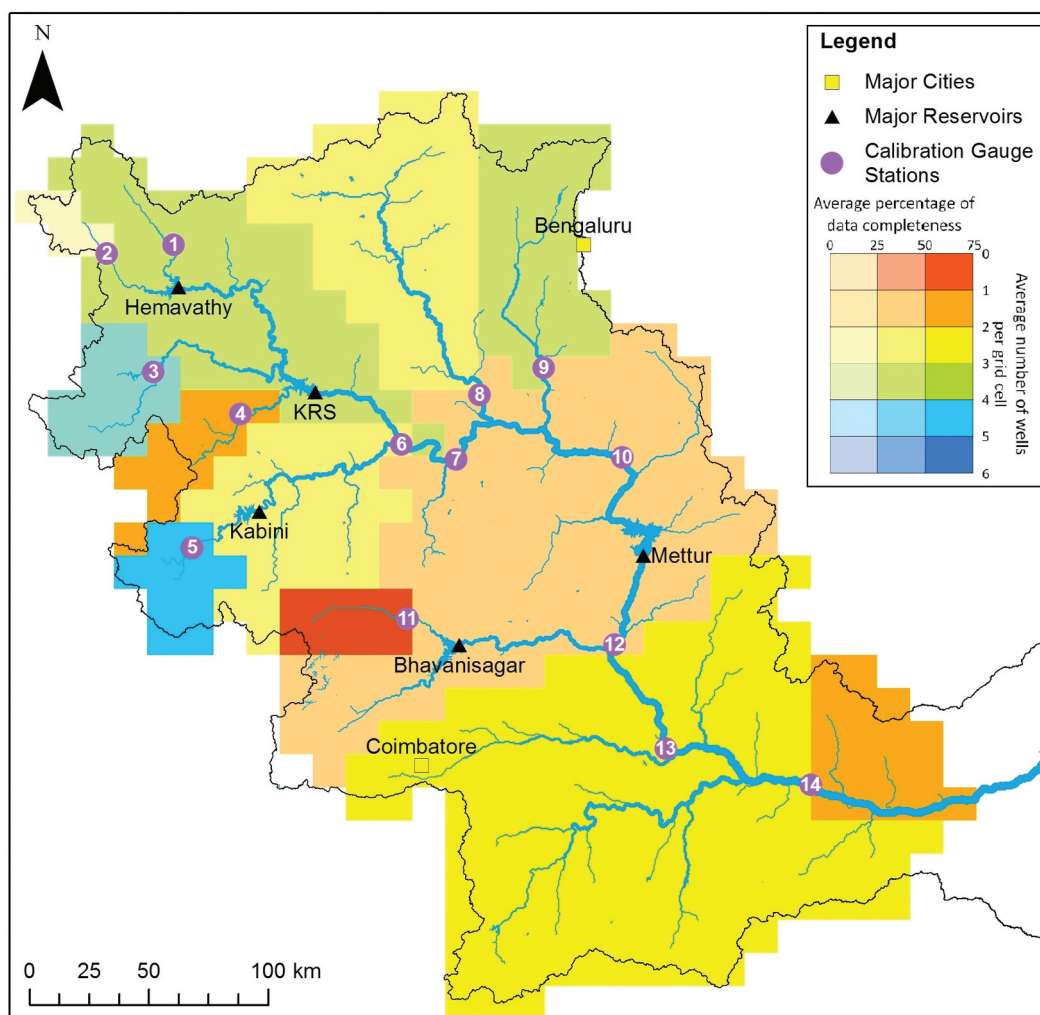 N
Legend
Major Cities
Major Reservoirs
Calibration Gauge
Stations
Average percentage of
data completeness
0 25 50 75
0
1
2
3
4
5
6
Average number of wells
per grid cell
Bengaluru
1
2
Hemavathy
3
9
8
KRS
4
6
7
10
Kabini
5
Mettur
11
12
Bhavanisagar
Coimbatore
13
14
0 25 50 100 km